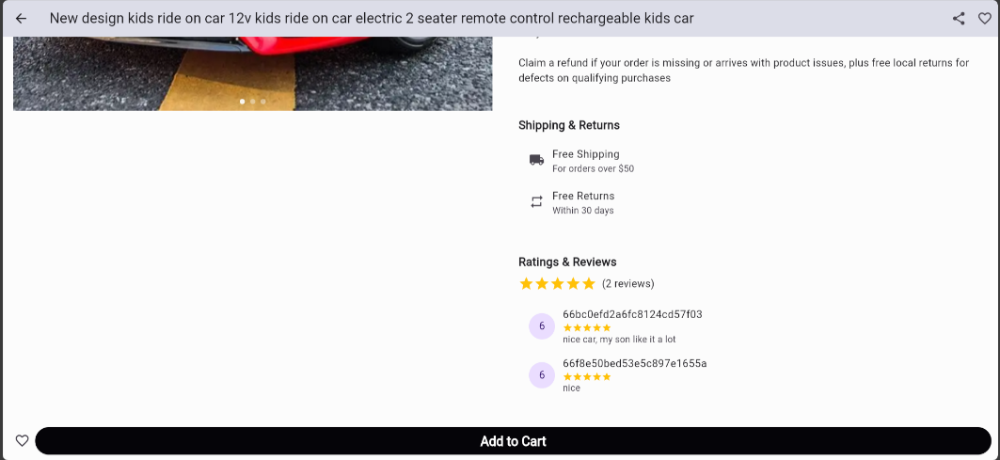 New design kids ride on car 12v kids ride on car electric 2 seater remote control rechargeable kids car
Claim a refund if your order is missing or arrives with product issues, plus free local returns for
defects on qualifying purchases
Shipping & Returns
Free Shipping
For orders over $50
Free Returns
Within 30 days
Ratings & Reviews
(2 reviews)
6
66bc0efd2a6fc8124cd57f03
nice car, my son like it a lot
6
66f8e50bed53e5c897e1655a
nice
Add to Cart